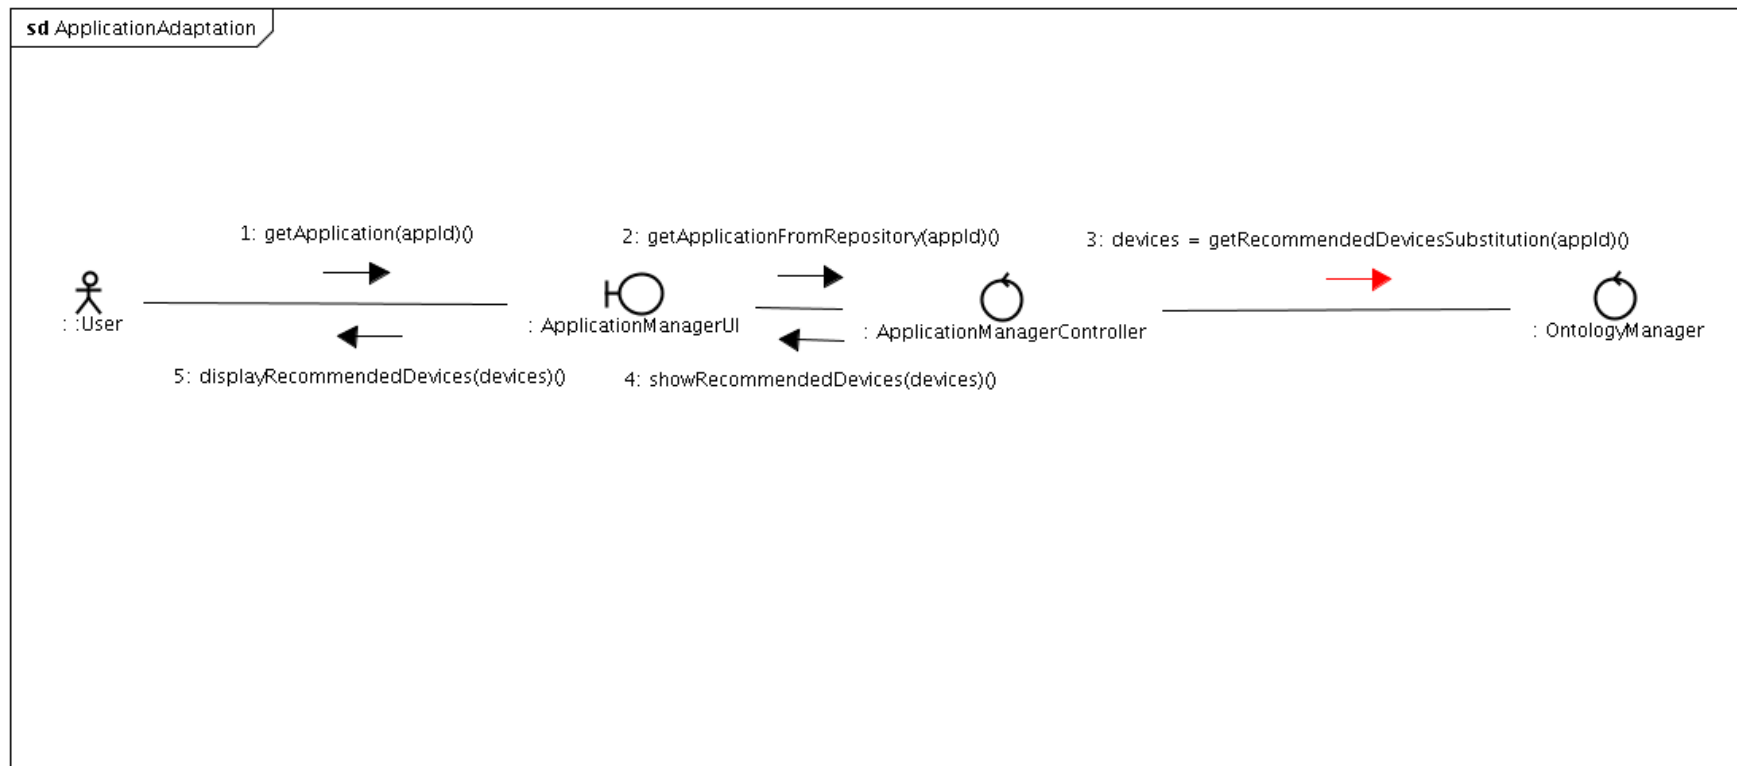 sd ApplicationAdaptation
1: getApplication(appId)()
2: getApplicationFromRepository(appId)()
3: devices = getRecommendedDevicesSubstitution(appId)()
: :User
: ApplicationManagerUI
: ApplicationManagerController
: OntologyManager
5: displayRecommendedDevices(devices)()
4: showRecommendedDevices(devices)()